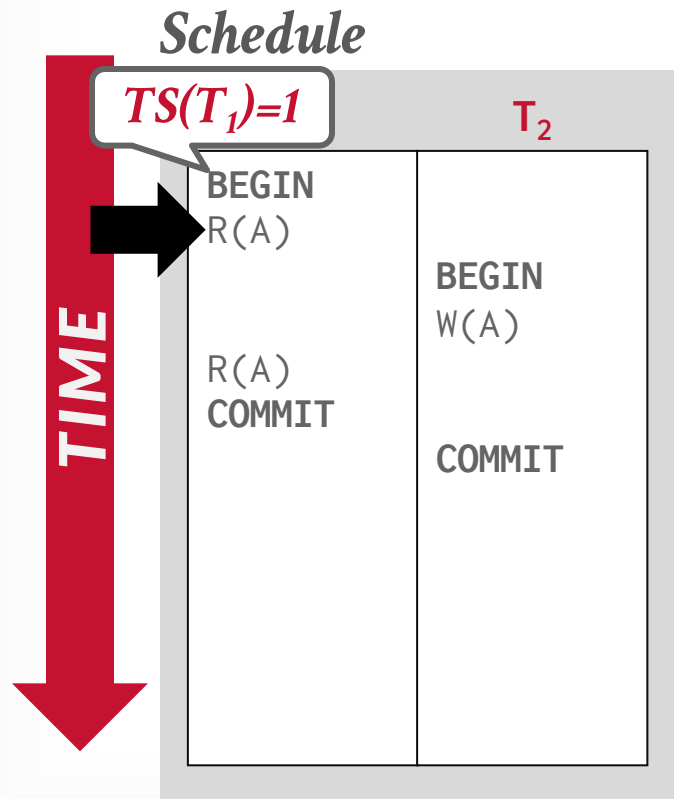 Schedule
TS(T₁)=1
T₂
BEGIN
R(A)
BEGIN
W(A)
R(A)
COMMIT
COMMIT
TIME